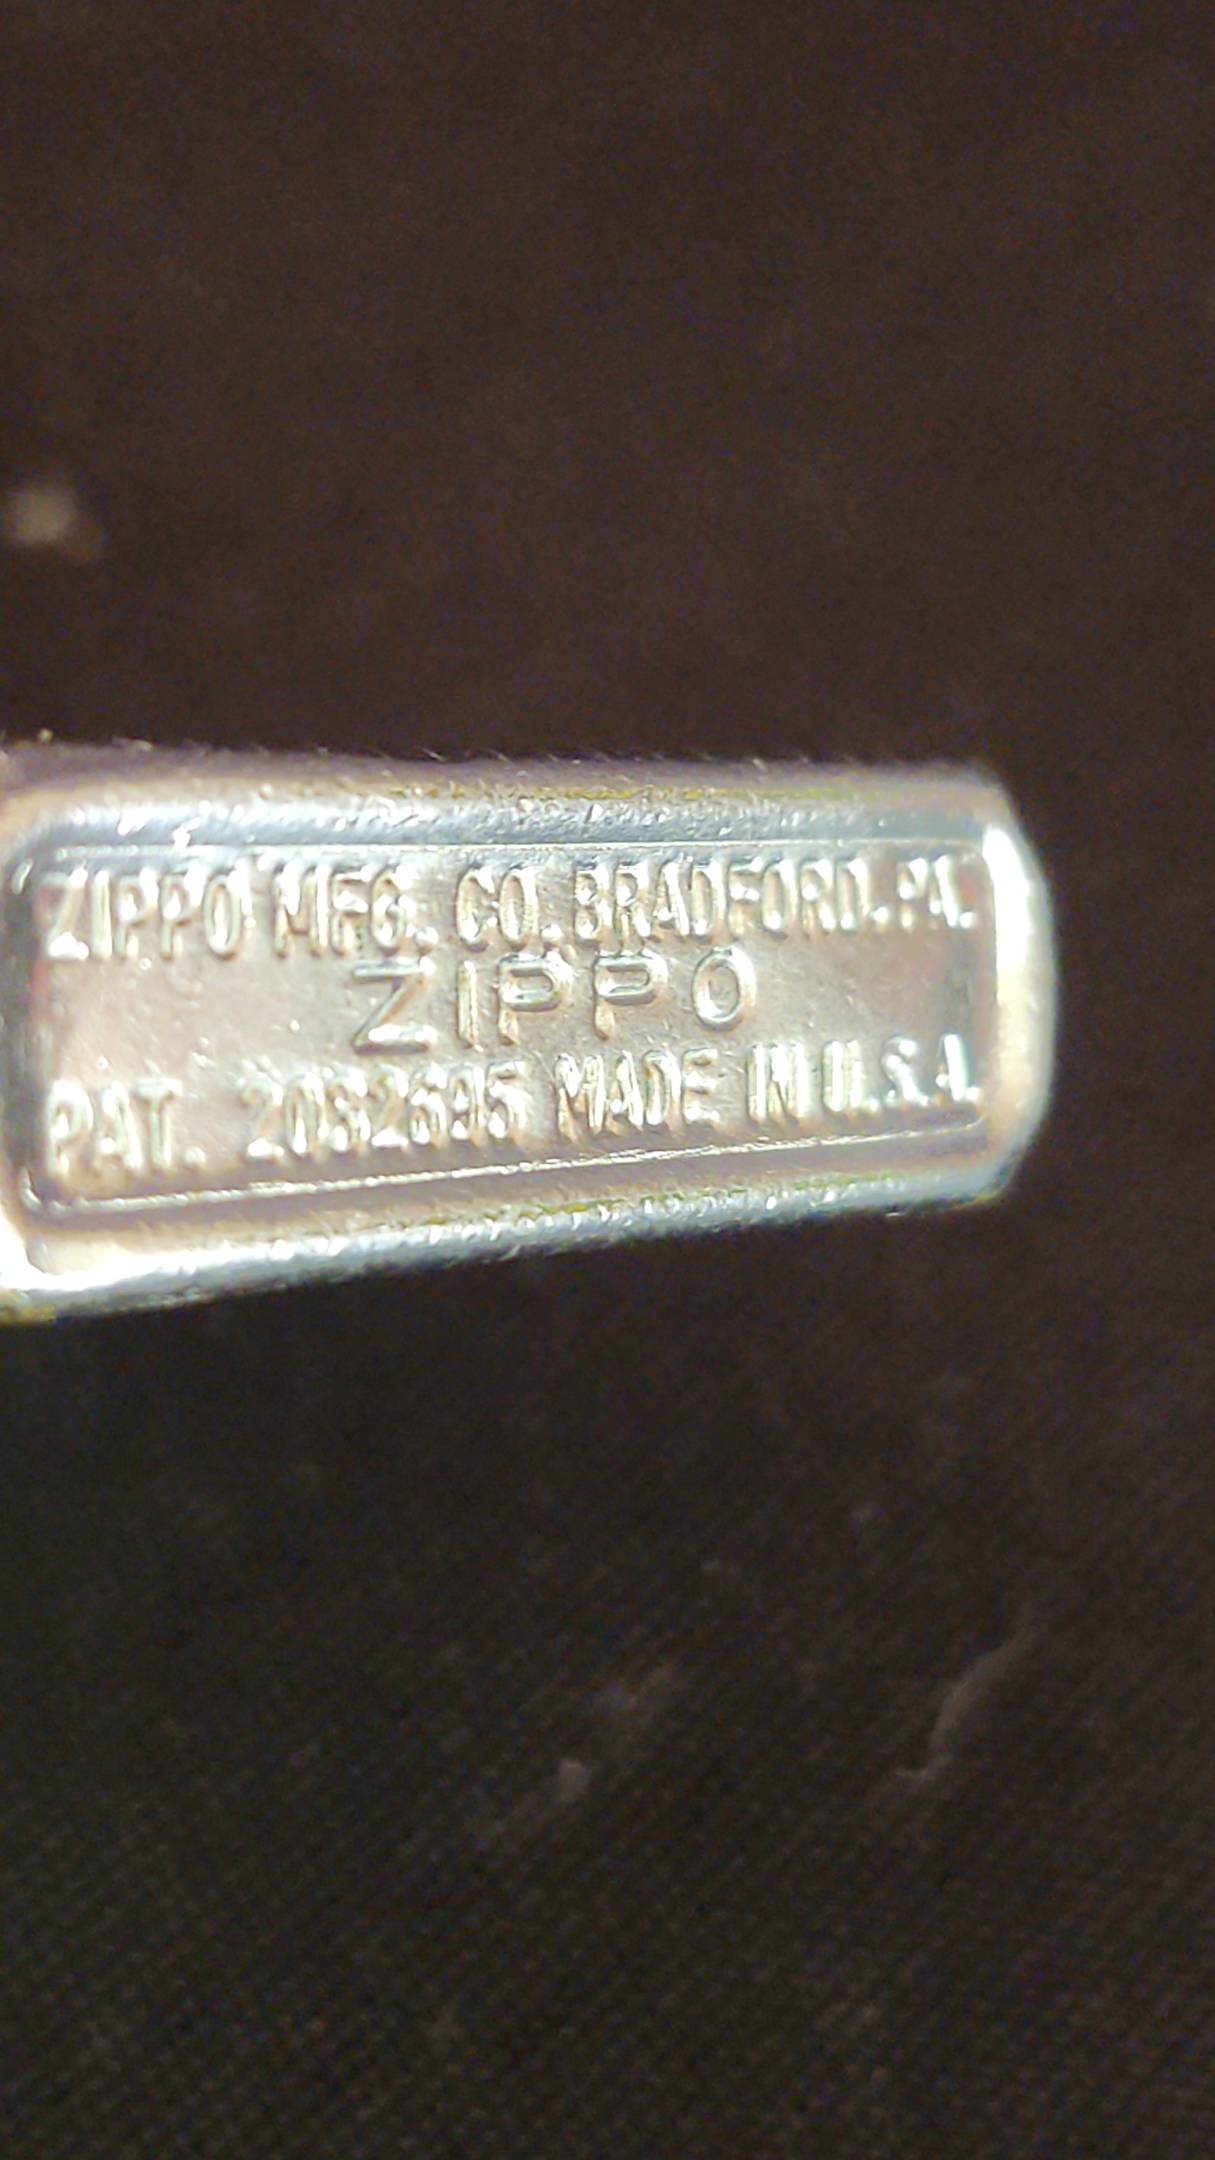 ZIPPO MFG. CO. BRADFORD. PA.
ZIPPO
PAT. 2032695 MADE IN U.S.A.